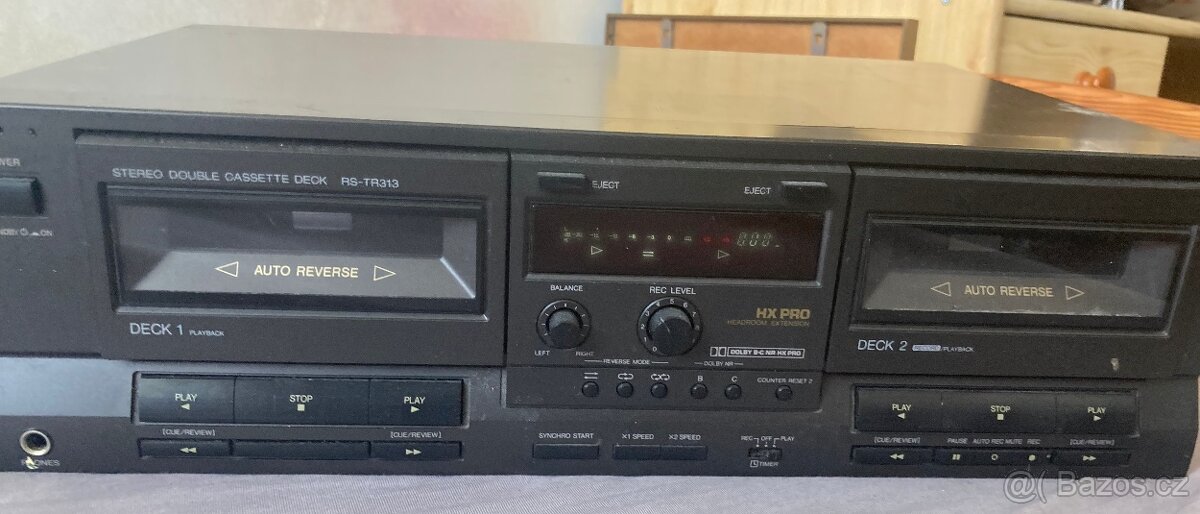 STEREO DOUBLE CASSETTE DECK RS-TR313
AUTO REVERSE
DECK 1 PLAYBACK
EJECT
EJECT
0.00
BALANCE
LEFT
RIGHT
REC LEVEL
HX PRO
HEADROOM EXTENSION
DOLBY B-C NR HX PRO
REVERSE MODE
DOLBY NR
B
C
COUNTER RESET 2
AUTO REVERSE
DECK 2 RECORD/PLAYBACK
PLAY
STOP
PLAY
[CUE/REVIEW]
[CUE/REVIEW]
SYNCHRO START
×1 SPEED
×2 SPEED
REC OFF PLAY
TIMER
PLAY
STOP
PLAY
[CUE/REVIEW]
PAUSE
AUTO REC MUTE
REC
[CUE/REVIEW]
@Bazos.cz